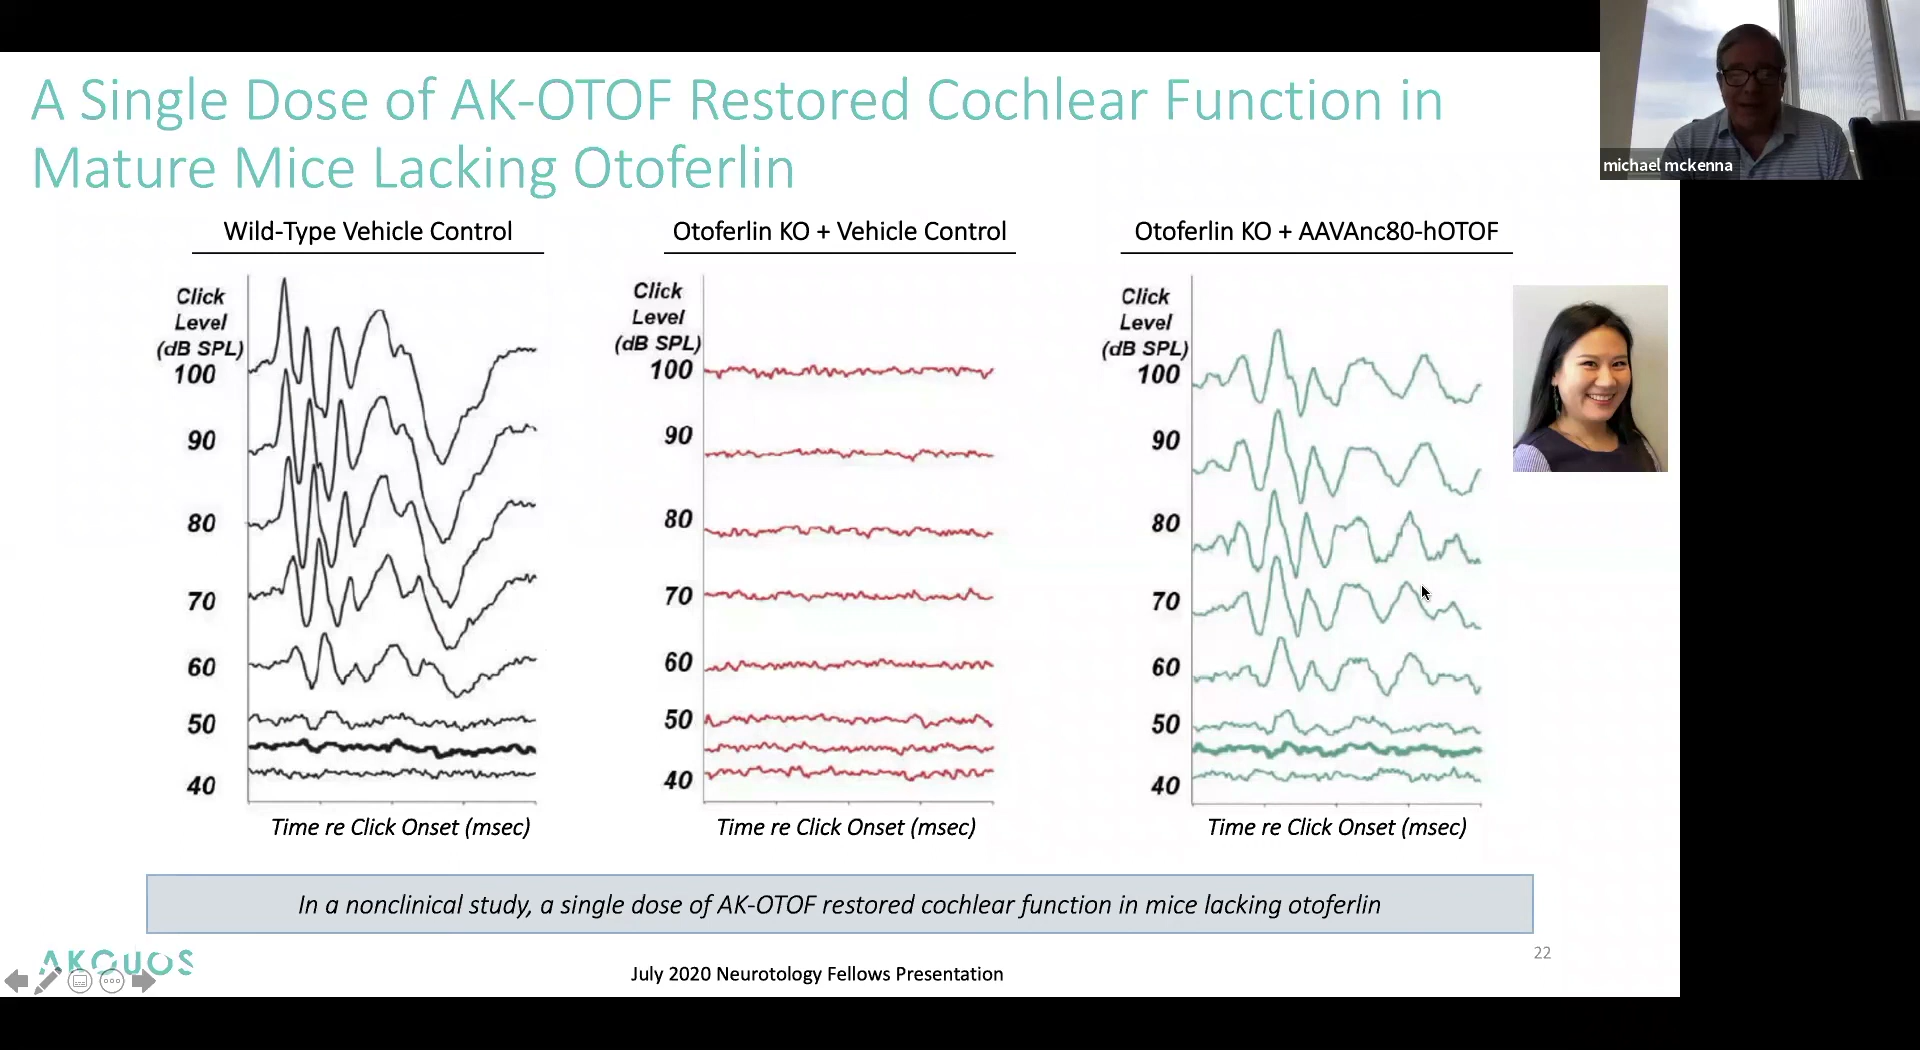 A Single Dose of AK-OTOF Restored Cochlear Function in
Mature Mice Lacking Otoferlin
michael mckenna
Wild-Type Vehicle Control
Click
Level
(dB SPL)
100
90
80
70
60
50
40
Time re Click Onset (msec)
Otoferlin KO + Vehicle Control
Click
Level
(dB SPL)
100
90
80
70
60
50
40
Time re Click Onset (msec)
Otoferlin KO + AAVAnc80-hOTOF
Click
Level
(dB SPL)
100
90
80
70
60
50
40
Time re Click Onset (msec)
In a nonclinical study, a single dose of AK-OTOF restored cochlear function in mice lacking otoferlin
AKOUOS
July 2020 Neurotology Fellows Presentation
22